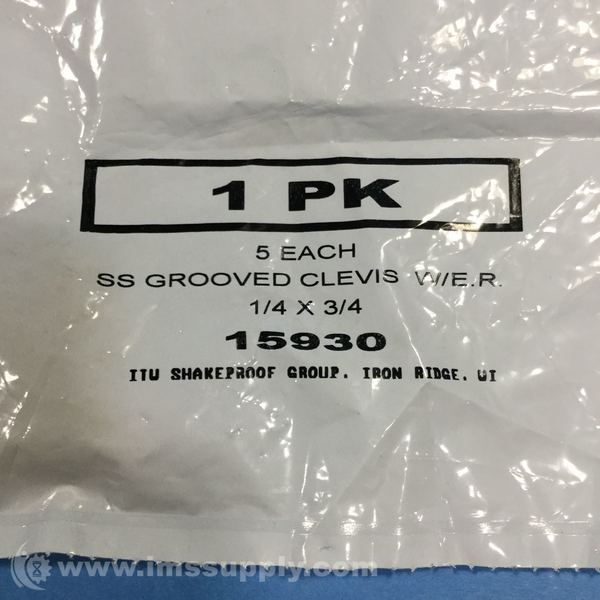 1 PK
5 EACH
SS GROOVED CLEVIS W/E.R.
1/4 X 3/4
15930
ITW SHAKEPROOF GROUP. IRON RIDGE. WI
www.imssupply.com